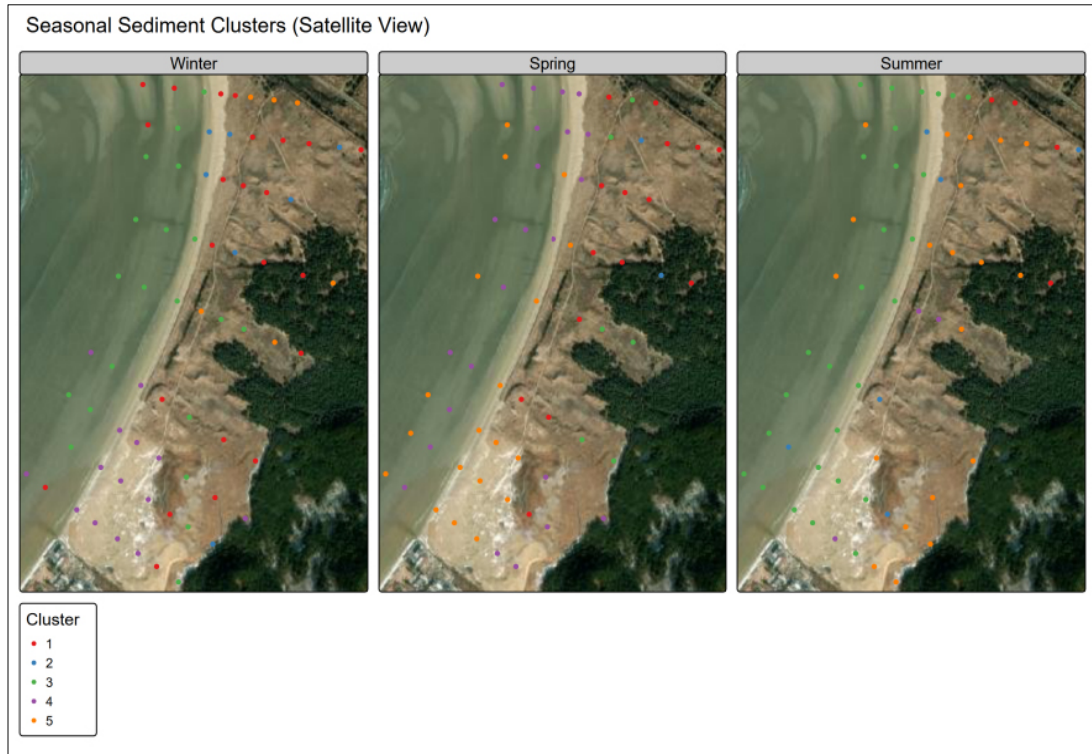 Seasonal Sediment Clusters (Satellite View)
Winter
Spring
Summer
Cluster
1
2
3
4
5